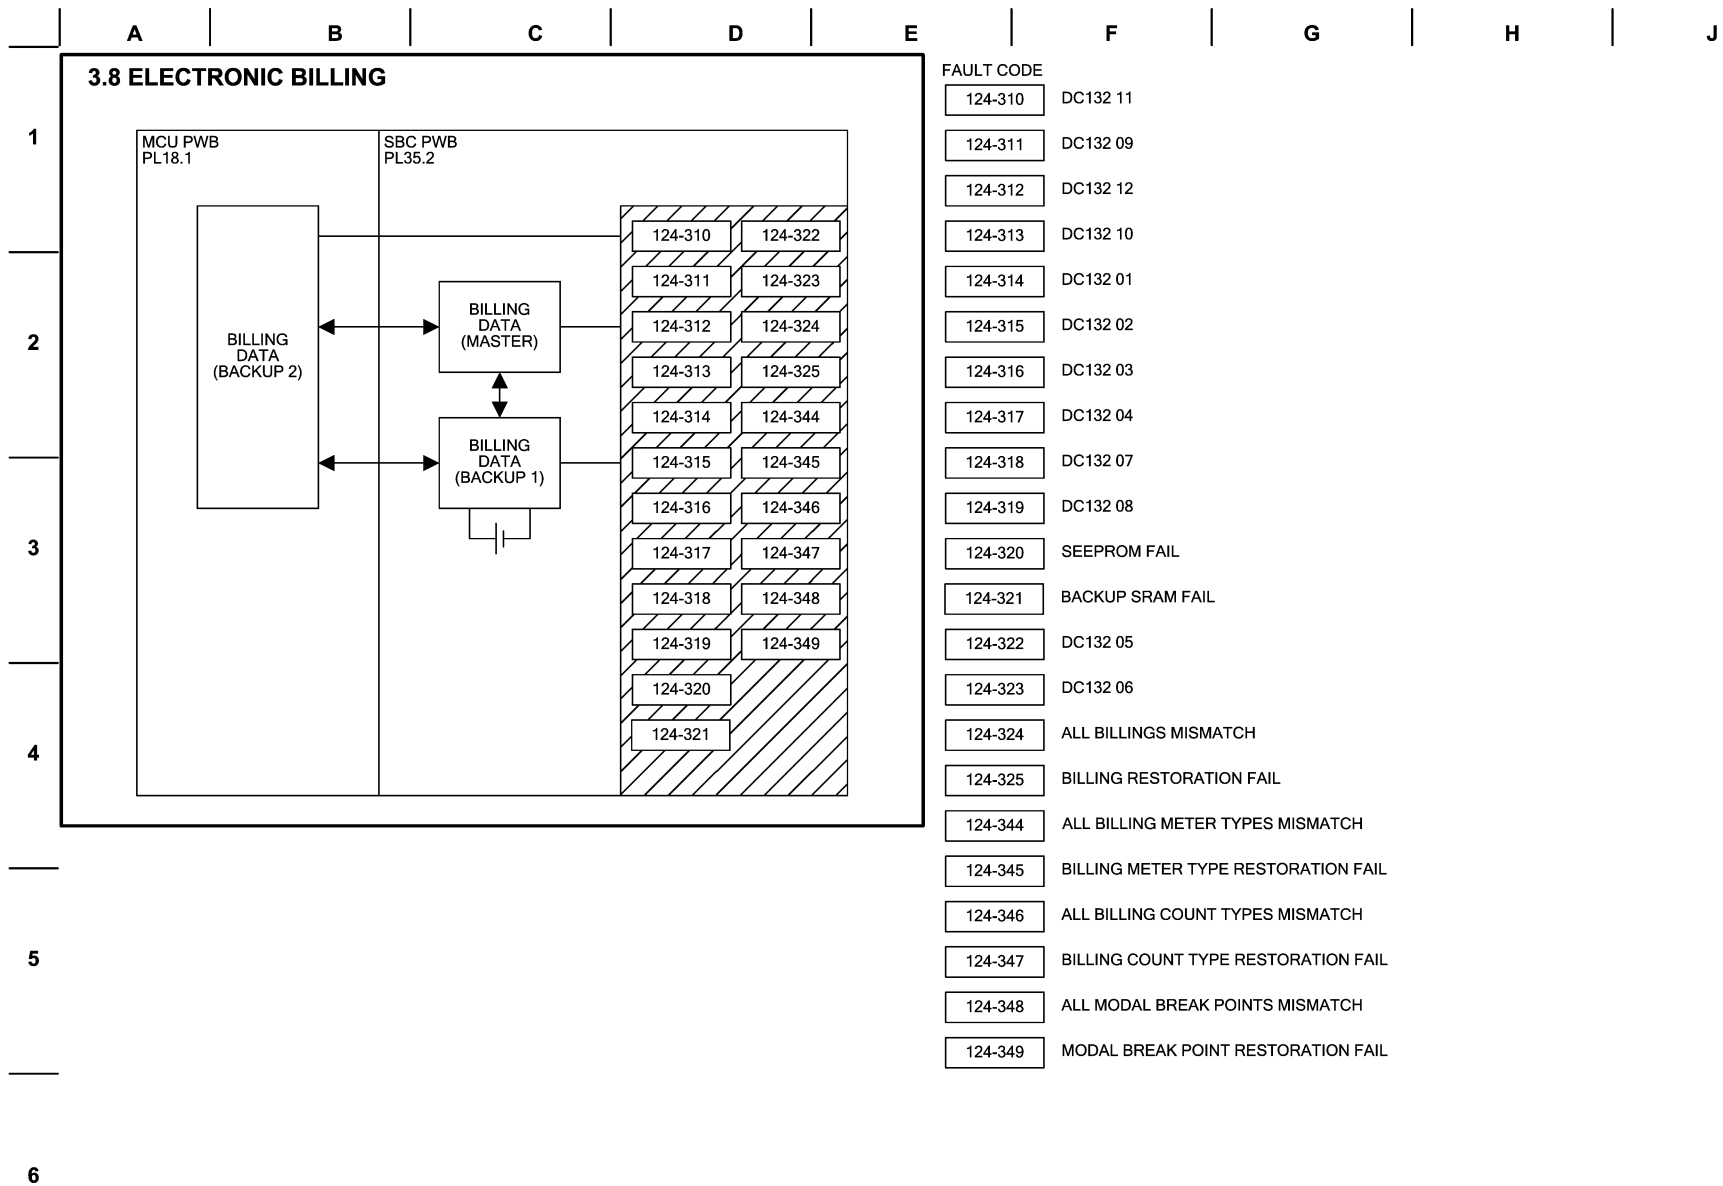 A B C D E F G H J
1
2
3
4
5
6
3.8 ELECTRONIC BILLING
MCU PWB
PL18.1
SBC PWB
PL35.2
BILLING
DATA
(BACKUP 2)
BILLING
DATA
(MASTER)
BILLING
DATA
(BACKUP 1)
124-310 124-322
124-311 124-323
124-312 124-324
124-313 124-325
124-314 124-344
124-315 124-345
124-316 124-346
124-317 124-347
124-318 124-348
124-319 124-349
124-320
124-321
FAULT CODE
124-310 DC132 11
124-311 DC132 09
124-312 DC132 12
124-313 DC132 10
124-314 DC132 01
124-315 DC132 02
124-316 DC132 03
124-317 DC132 04
124-318 DC132 07
124-319 DC132 08
124-320 SEEPROM FAIL
124-321 BACKUP SRAM FAIL
124-322 DC132 05
124-323 DC132 06
124-324 ALL BILLINGS MISMATCH
124-325 BILLING RESTORATION FAIL
124-344 ALL BILLING METER TYPES MISMATCH
124-345 BILLING METER TYPE RESTORATION FAIL
124-346 ALL BILLING COUNT TYPES MISMATCH
124-347 BILLING COUNT TYPE RESTORATION FAIL
124-348 ALL MODAL BREAK POINTS MISMATCH
124-349 MODAL BREAK POINT RESTORATION FAIL